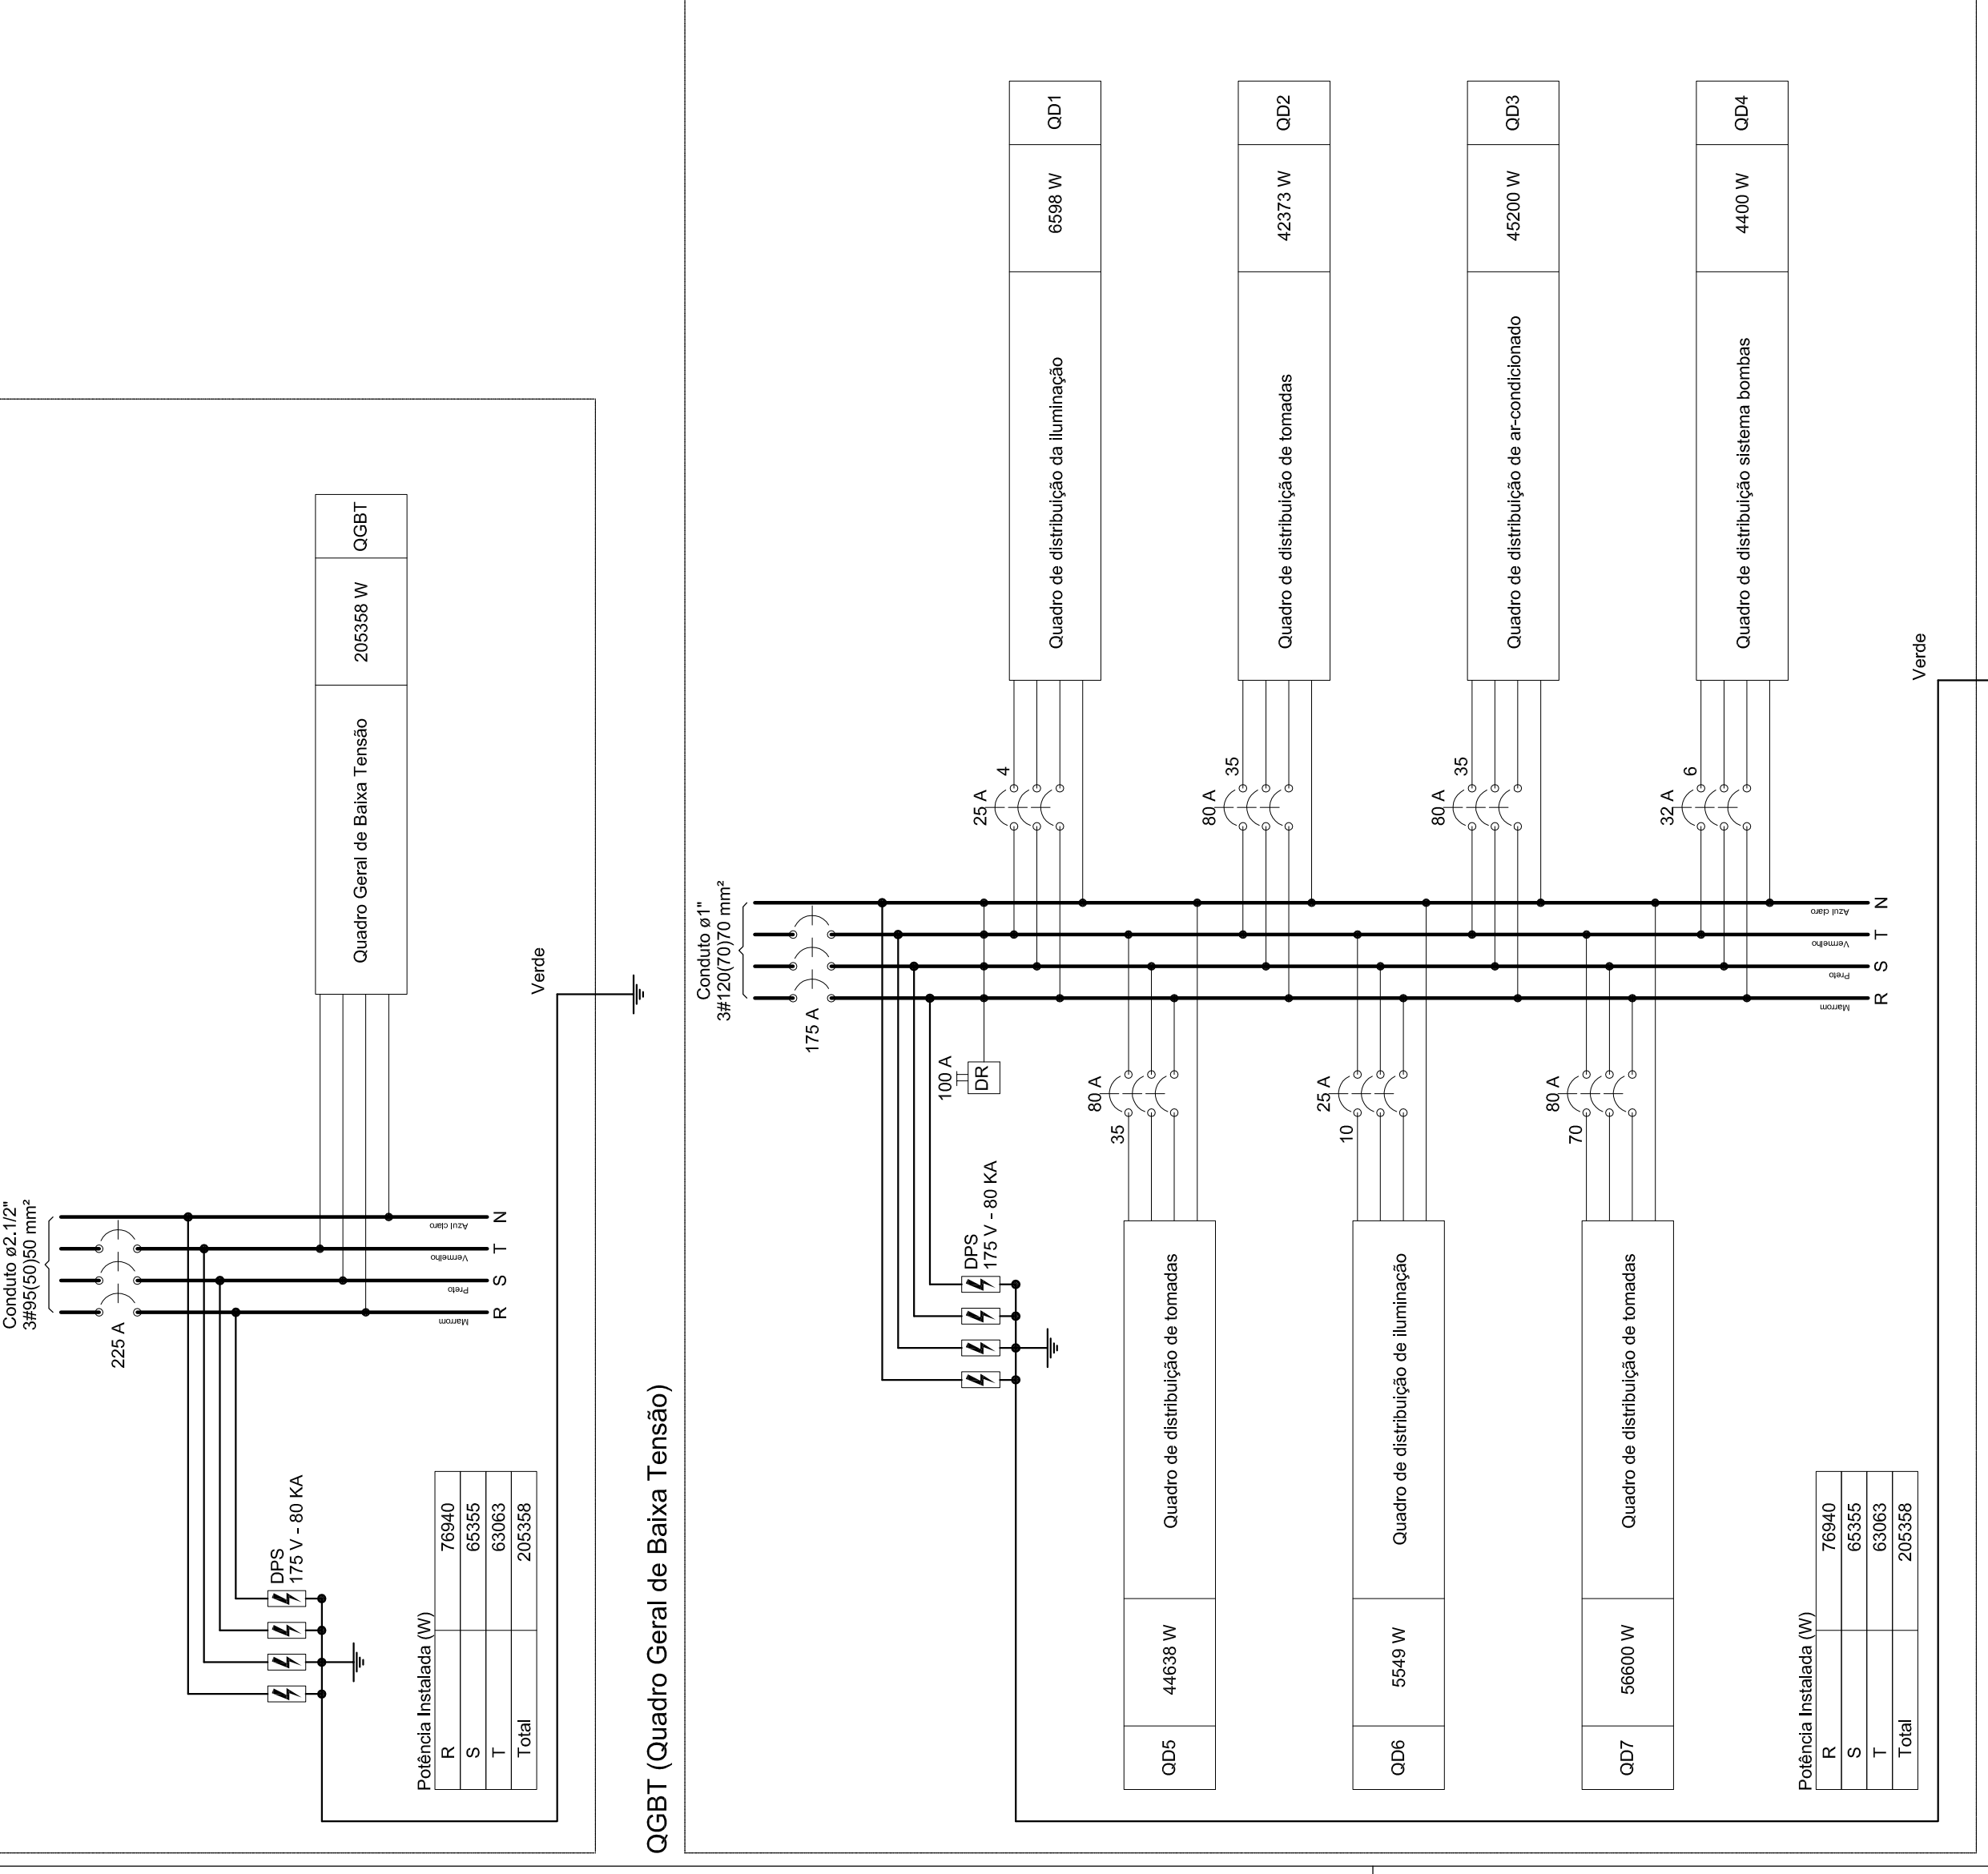 Conduto ø2.1/2"
3#95(50)50 mm²
225 A
Quadro Geral de Baixa Tensão
205358 W
QGBT
Azul claro
N
Vermelho
T
Preto
S
Marrom
R
DPS
175 V - 80 KA
Verde
Potência Instalada (W)
R 76940
S 65355
T 63063
Total 205358
QGBT (Quadro Geral de Baixa Tensão)
Conduto ø1"
3#120(70)70 mm²
175 A
DPS
175 V - 80 KA
100 A
DR
25 A
4
Quadro de distribuição da iluminação
6598 W
QD1
80 A
35
Quadro de distribuição de tomadas
42373 W
QD2
80 A
35
Quadro de distribuição de ar-condicionado
45200 W
QD3
32 A
6
Quadro de distribuição sistema bombas
4400 W
QD4
80 A
35
Quadro de distribuição de tomadas
44638 W
QD5
25 A
10
Quadro de distribuição de iluminação
5549 W
QD6
80 A
70
Quadro de distribuição de tomadas
56600 W
QD7
Azul claro
N
Vermelho
T
Preto
S
Marrom
R
Verde
Potência Instalada (W)
R 76940
S 65355
T 63063
Total 205358